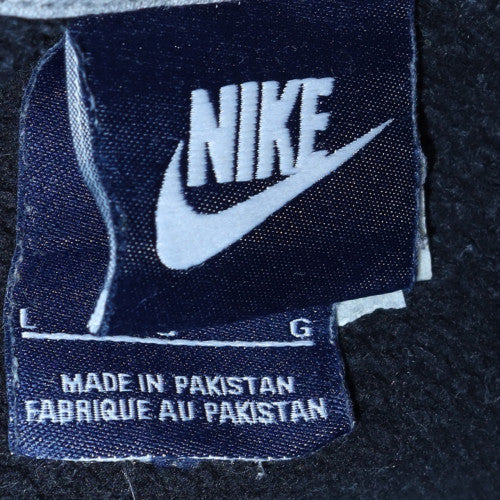 NIKE
L G
MADE IN PAKISTAN
FABRIQUE AU PAKISTAN